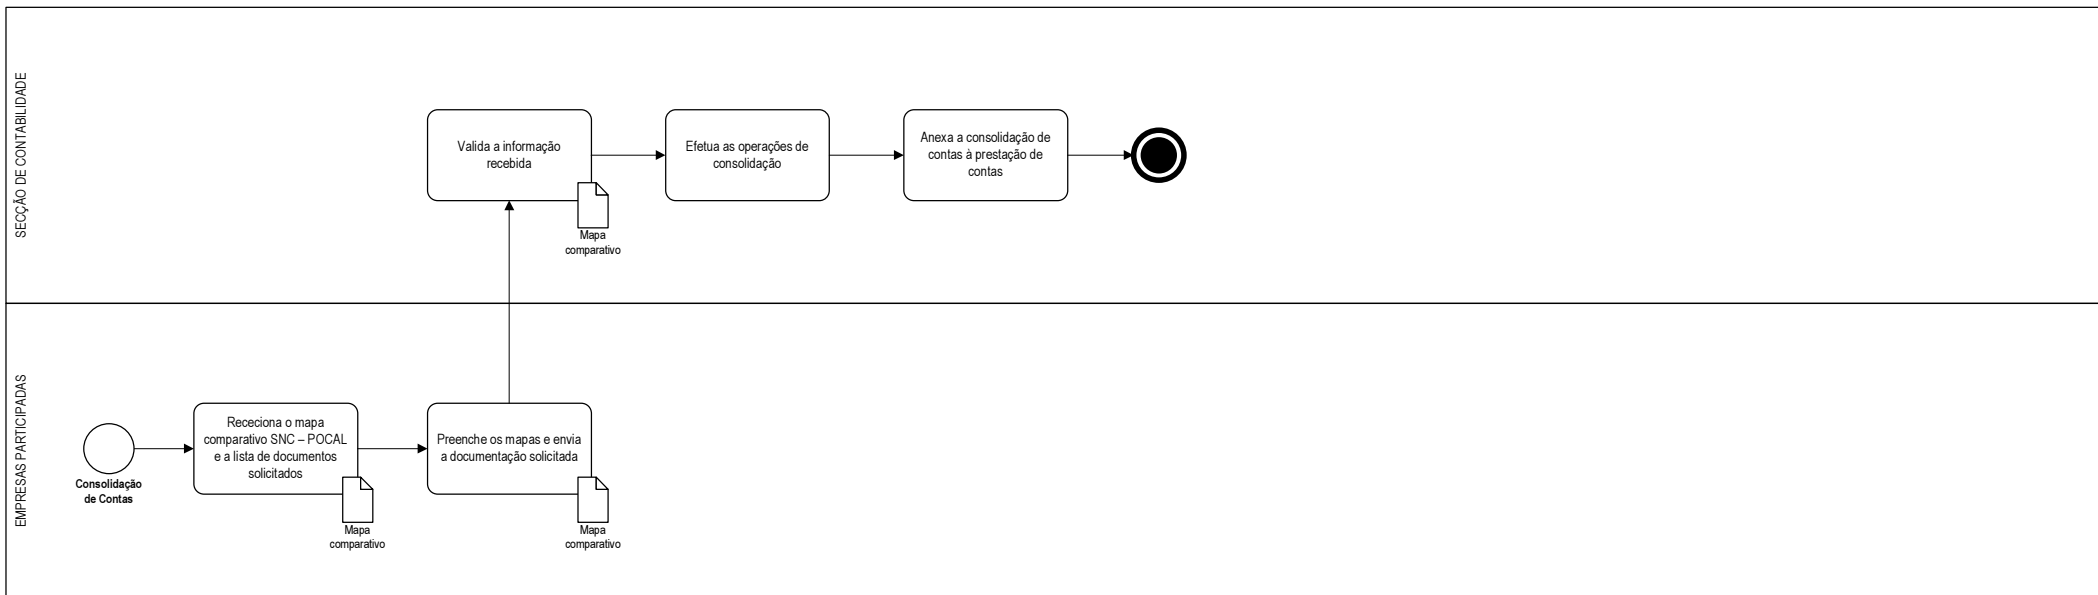 SECÇÃO DE CONTABILIDADE
Valida a informação
recebida
Mapa
comparativo
Efetua as operações de
consolidação
Anexa a consolidação de
contas à prestação de
contas
EMPRESAS PARTICIPADAS
Consolidação
de Contas
Receciona o mapa
comparativo SNC – POCAL
e a lista de documentos
solicitados
Mapa
comparativo
Preenche os mapas e envia
a documentação solicitada
Mapa
comparativo